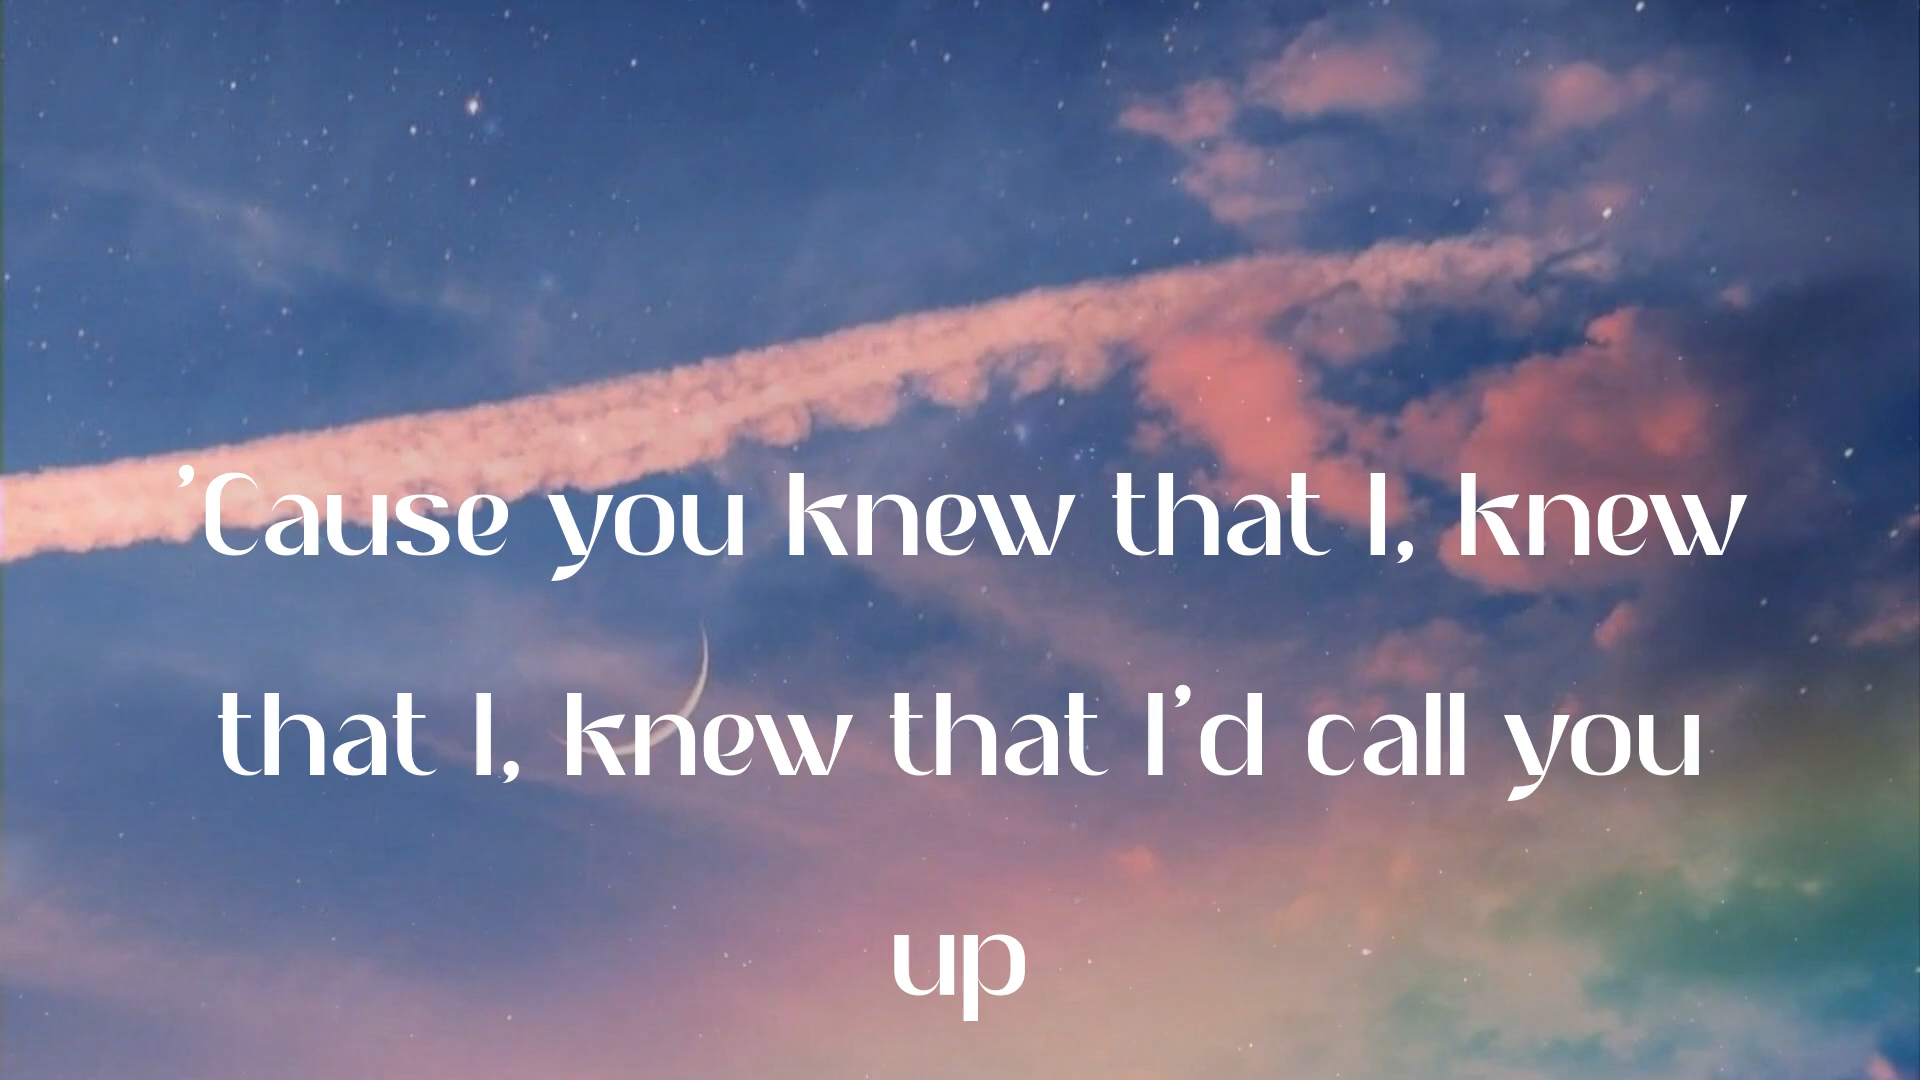 'Cause you knew that I, knew
that I, knew that I'd call you
up